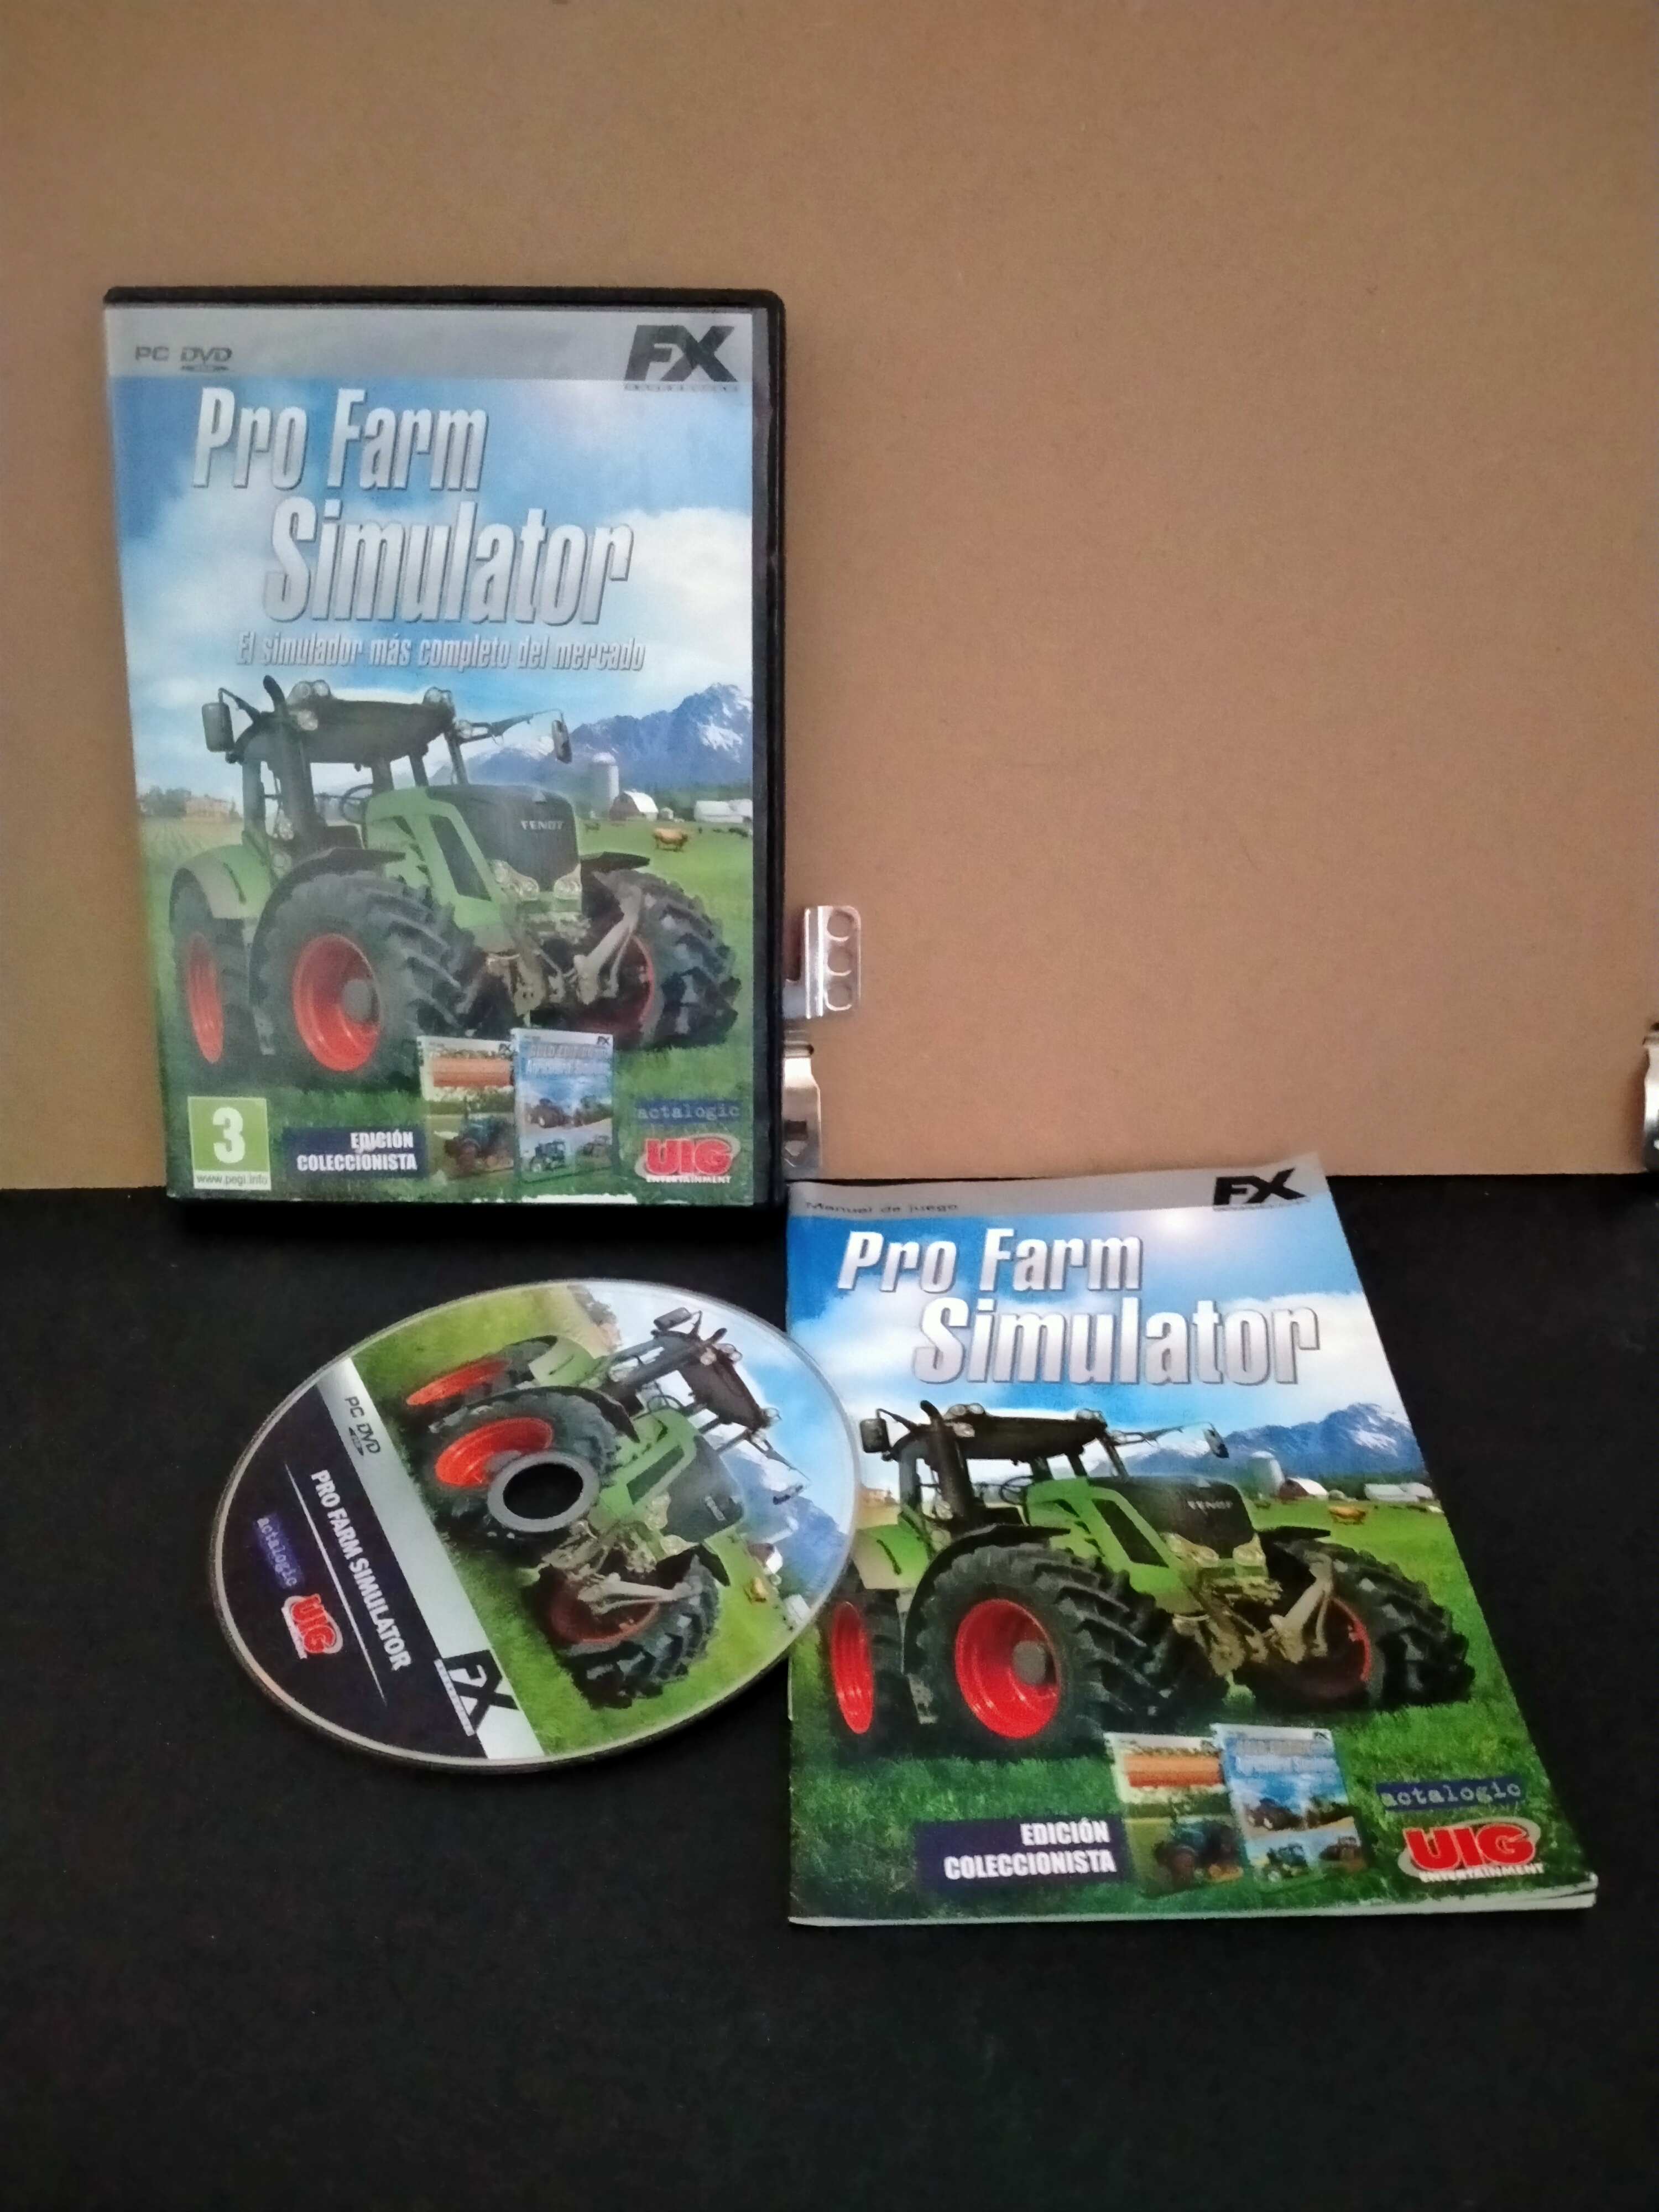 PC DVD
FX
Pro Farm
Simulator
El simulador más completo del mercado
FENDT
3
www.pegi.info
EDICIÓN
COLECCIONISTA
actalogic
UIG
ENTERTAINMENT
Manual de juego
FX
Pro Farm
Simulator
FENDT
EDICIÓN
COLECCIONISTA
actalogic
UIG
ENTERTAINMENT
PC DVD
PRO FARM SIMULATOR
actalogic
UIG
FX